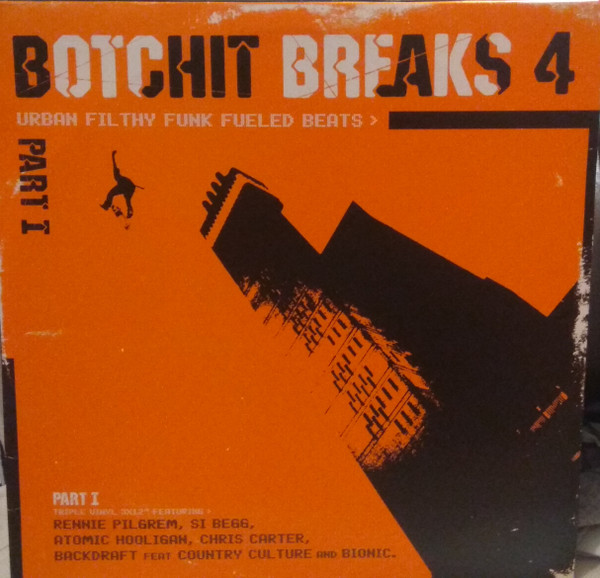 BOTCHIT BREAKS 4
URBAN FILTHY FUNK FUELED BEATS >
PART I
PART I
TRIPLE VINYL 3X12" FEATURING >
RENNIE PILGREM, SI BEGG,
ATOMIC HOOLIGAN, CHRIS CARTER,
BACKDRAFT FEAT COUNTRY CULTURE AND BIONIC.